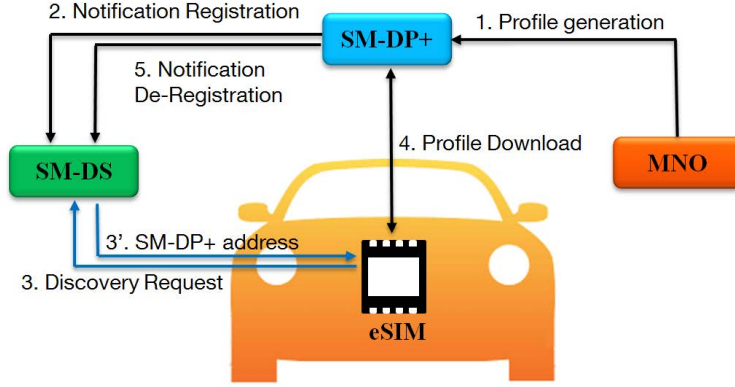 2. Notification Registration
SM-DP+
1. Profile generation
5. Notification
De-Registration
4. Profile Download
SM-DS
MNO
3'. SM-DP+ address
3. Discovery Request
eSIM